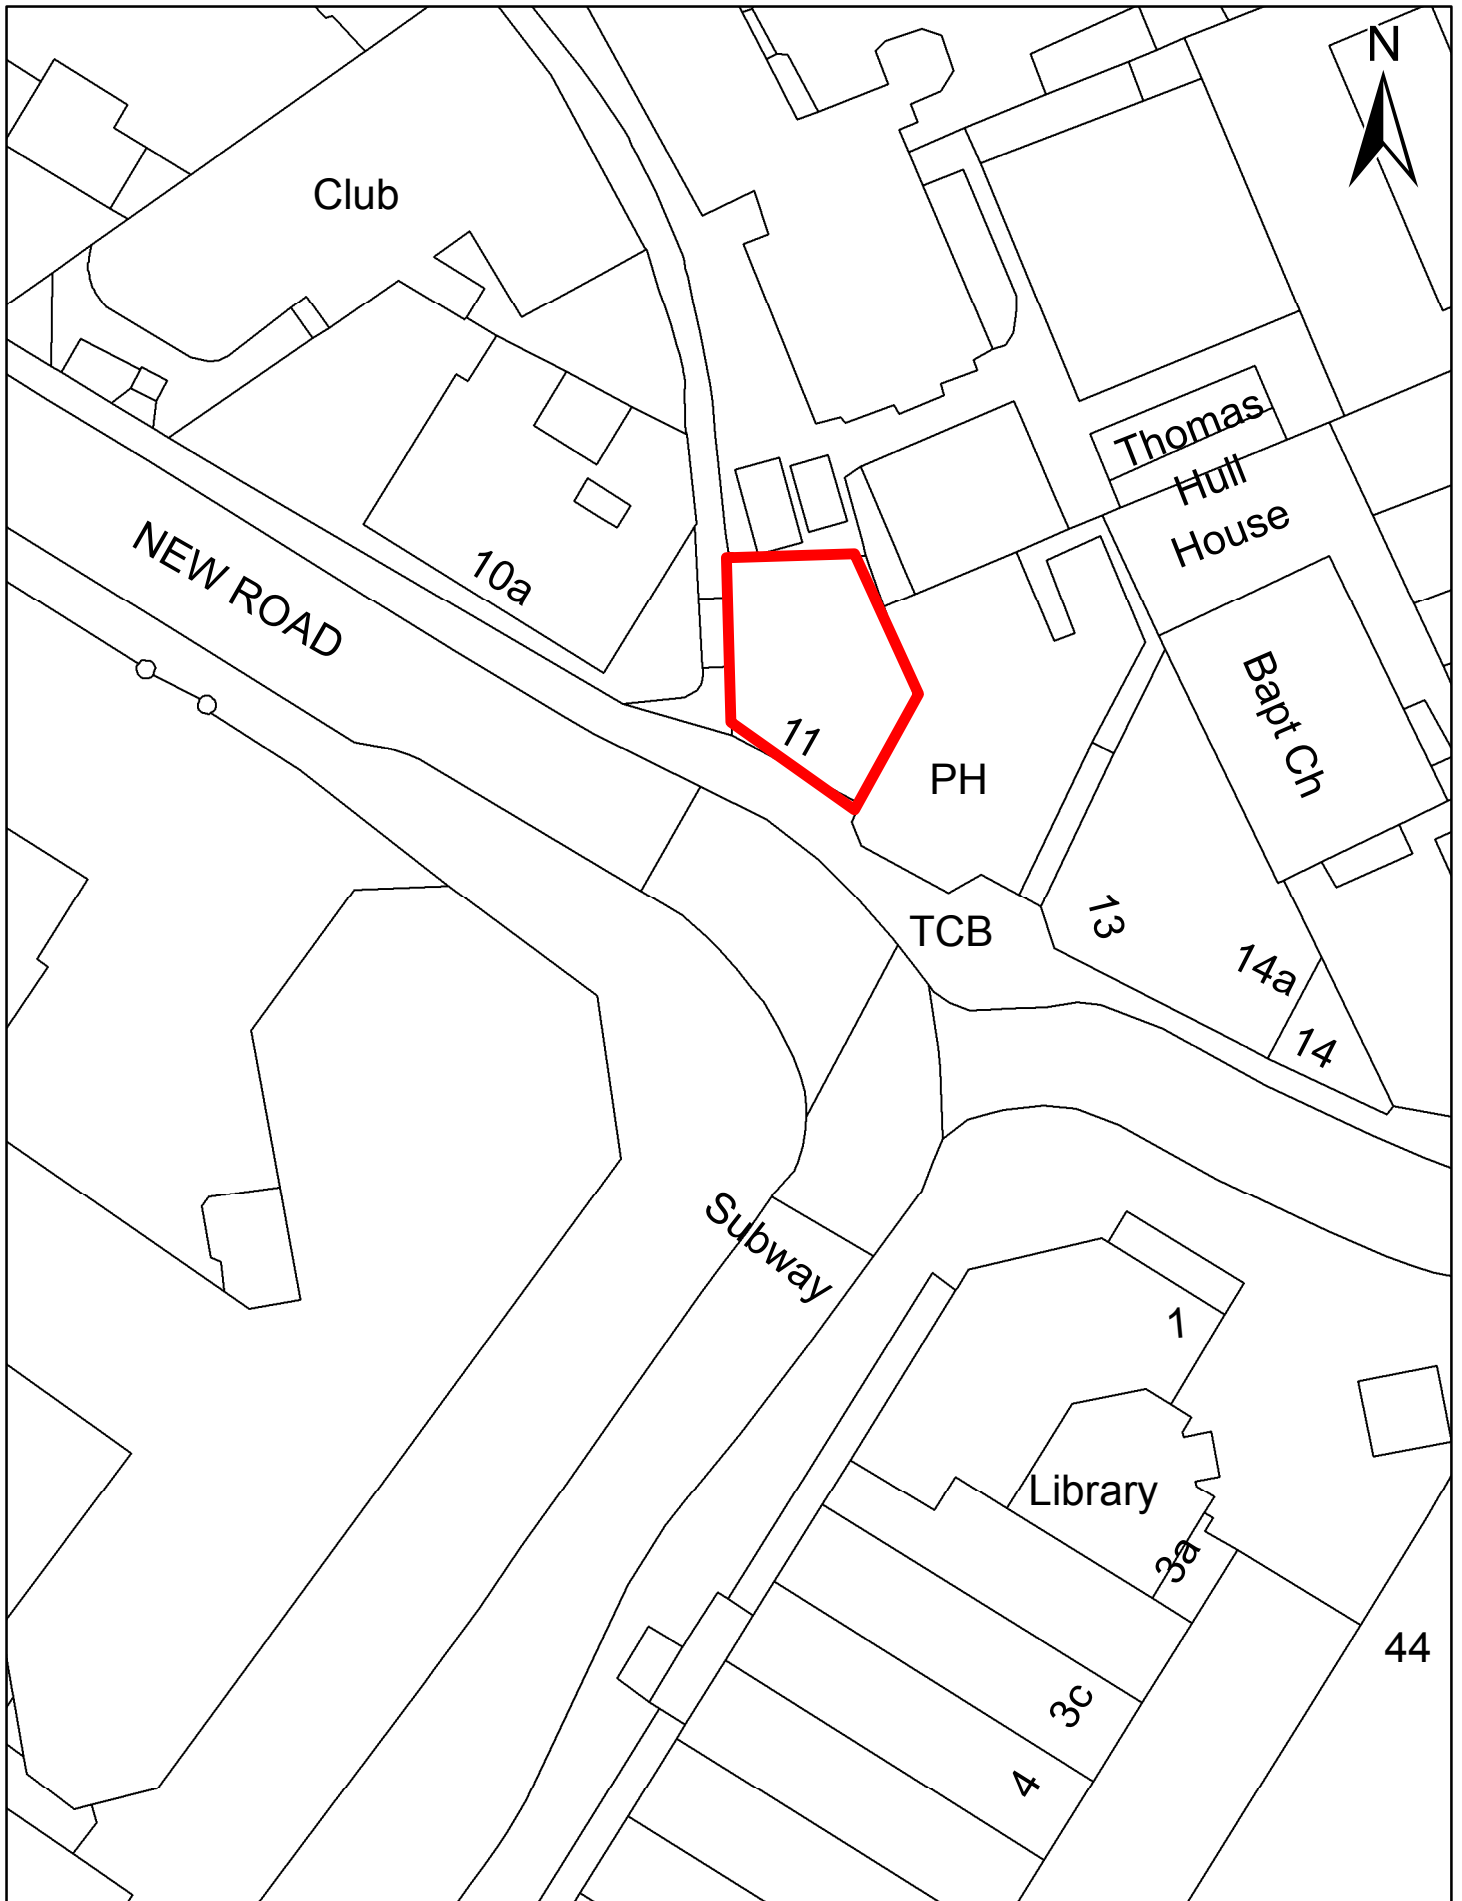 N
Club
Thomas
Hull
House
NEW ROAD
10a
11
PH
Bapt Ch
TCB
13
14a
14
Subway
1
Library
3a
44
3c
4